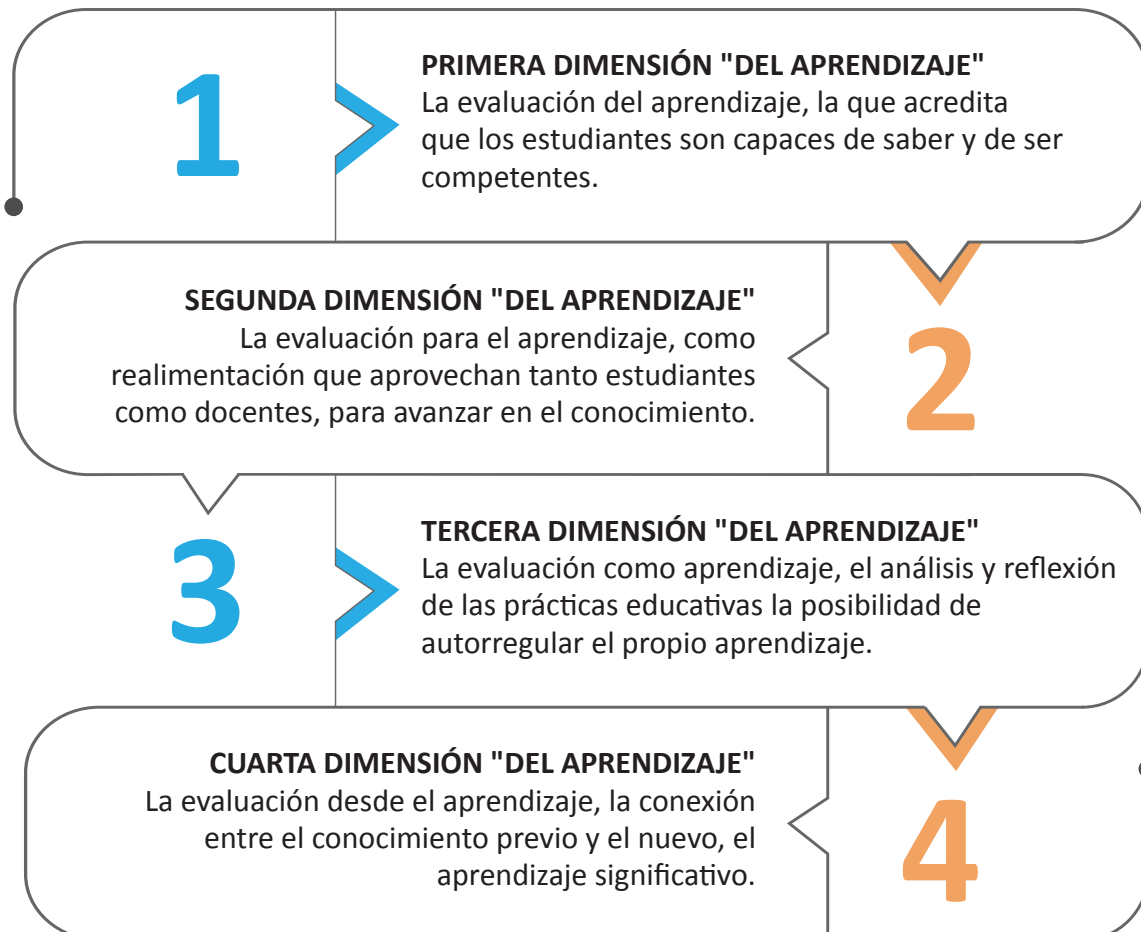 1
PRIMERA DIMENSIÓN "DEL APRENDIZAJE"
La evaluación del aprendizaje, la que acredita
que los estudiantes son capaces de saber y de ser
competentes.
SEGUNDA DIMENSIÓN "DEL APRENDIZAJE"
La evaluación para el aprendizaje, como
realimentación que aprovechan tanto estudiantes
como docentes, para avanzar en el conocimiento.
2
3
TERCERA DIMENSIÓN "DEL APRENDIZAJE"
La evaluación como aprendizaje, el análisis y reflexión
de las prácticas educativas la posibilidad de
autorregular el propio aprendizaje.
CUARTA DIMENSIÓN "DEL APRENDIZAJE"
La evaluación desde el aprendizaje, la conexión
entre el conocimiento previo y el nuevo, el
aprendizaje significativo.
4